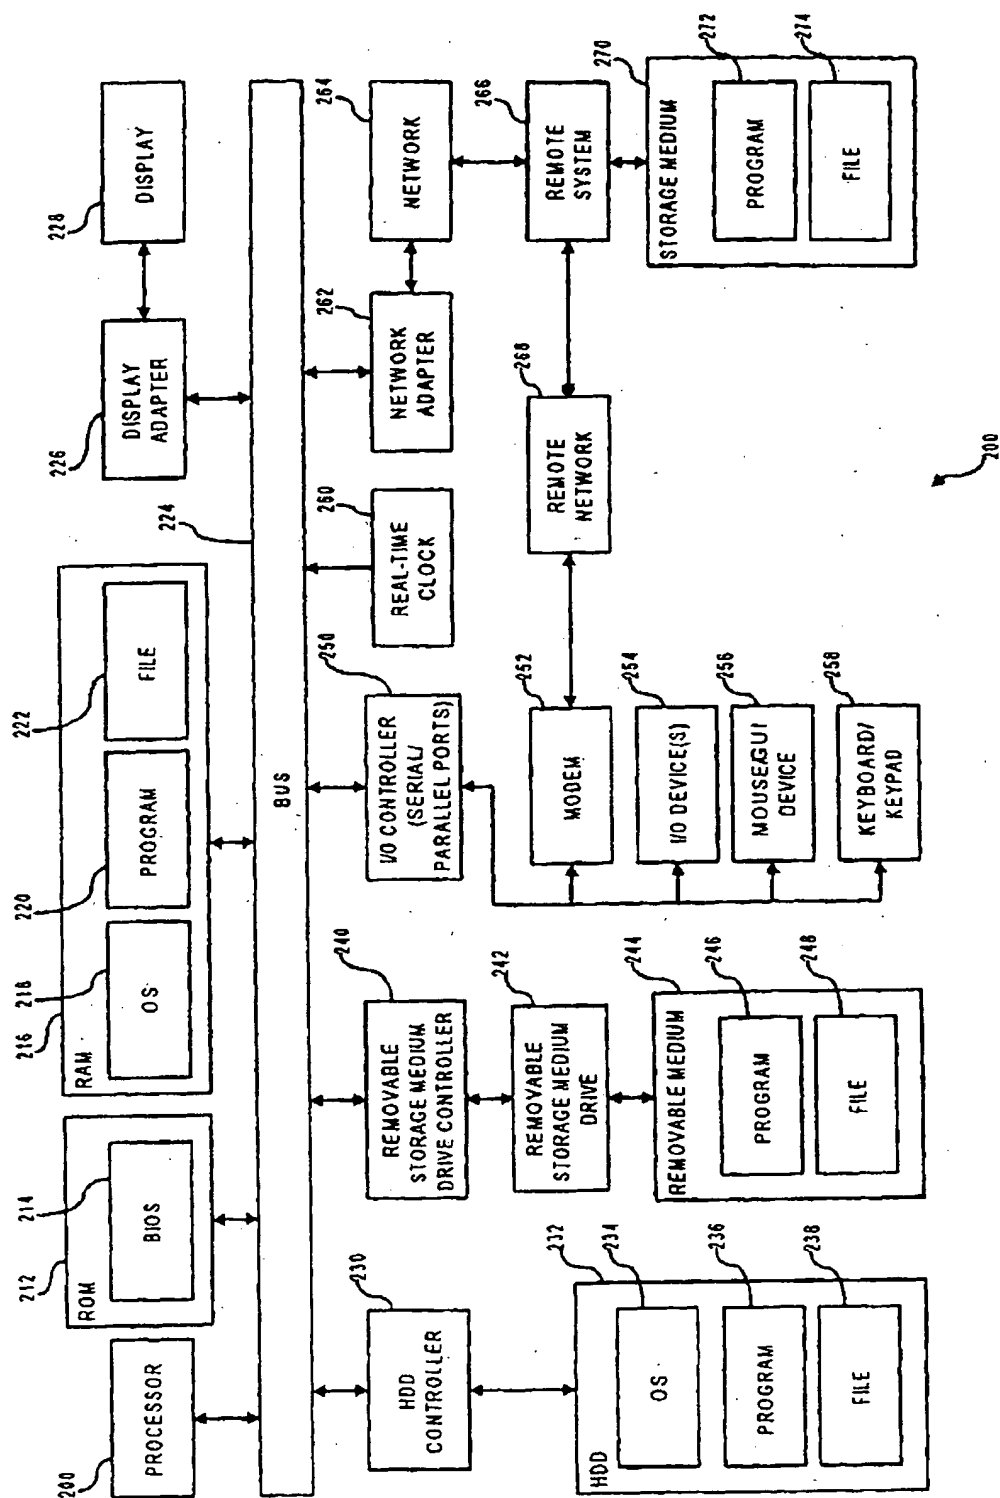 200
PROCESSOR
212
ROM
214
BIOS
216
RAM
218
OS
220
PROGRAM
222
FILE
224
BUS
226
DISPLAY
ADAPTER
228
DISPLAY
230
HDD
CONTROLLER
232
HDD
234
OS
236
PROGRAM
238
FILE
240
REMOVABLE
STORAGE MEDIUM
DRIVE CONTROLLER
242
REMOVABLE
STORAGE MEDIUM
DRIVE
244
REMOVABLE MEDIUM
246
PROGRAM
248
FILE
250
I/O CONTROLLER
(SERIAL/
PARALLEL PORTS)
252
MODEM
254
I/O DEVICE(S)
256
MOUSE/GUI
DEVICE
258
KEYBOARD/
KEYPAD
260
REAL-TIME
CLOCK
262
NETWORK
ADAPTER
264
NETWORK
266
REMOTE
SYSTEM
268
REMOTE
NETWORK
270
STORAGE MEDIUM
272
PROGRAM
274
FILE
200